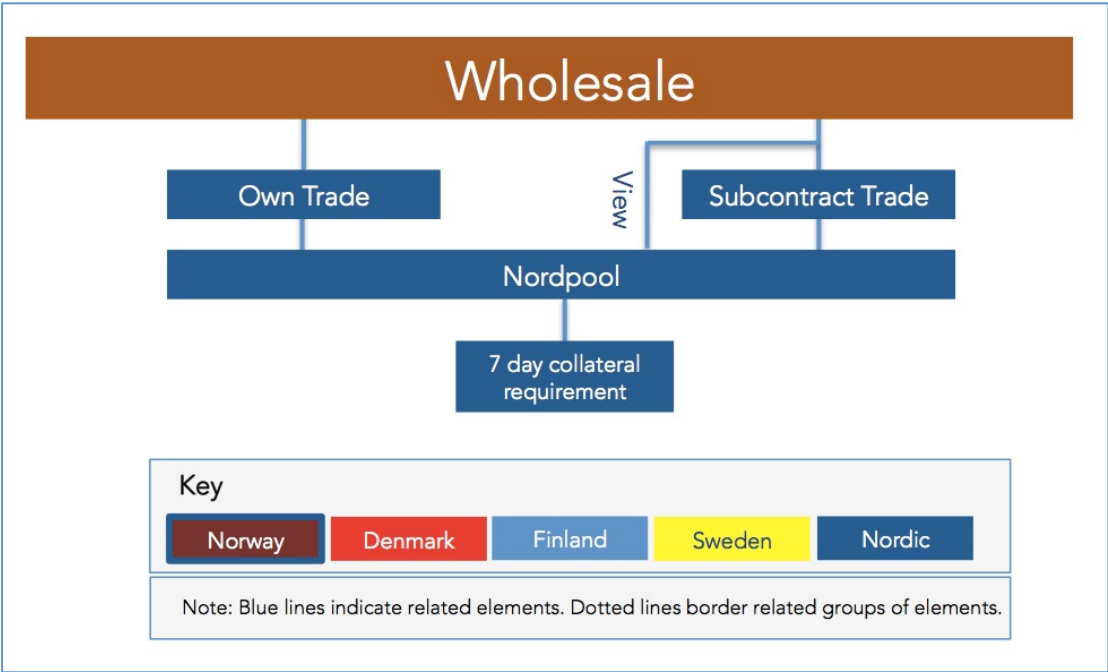 Wholesale
Own Trade
View
Subcontract Trade
Nordpool
7 day collateral
requirement
Key
Norway
Denmark
Finland
Sweden
Nordic
Note: Blue lines indicate related elements. Dotted lines border related groups of elements.